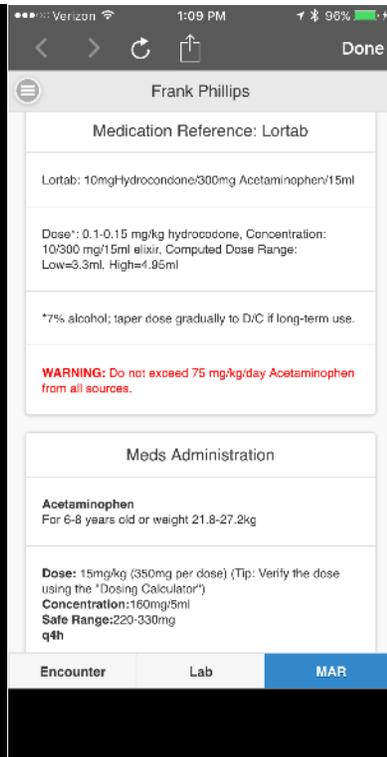 Verizon 1:09 PM 96%
Done
Frank Phillips
Medication Reference: Lortab
Lortab: 10mgHydrocondone/300mg Acetaminophen/15ml
Dose*: 0.1-0.15 mg/kg hydrocodone, Concentration:
10/300 mg/15ml elixir, Computed Dose Range:
Low=3.3ml, High=4.95ml
*7% alcohol; taper dose gradually to D/C if long-term use.
WARNING: Do not exceed 75 mg/kg/day Acetaminophen
from all sources.
Meds Administration
Acetaminophen
For 6-8 years old or weight 21.8-27.2kg
Dose: 15mg/kg (350mg per dose) (Tip: Verify the dose
using the "Dosing Calculator")
Concentration:160mg/5ml
Safe Range:220-330mg
q4h
Encounter Lab MAR